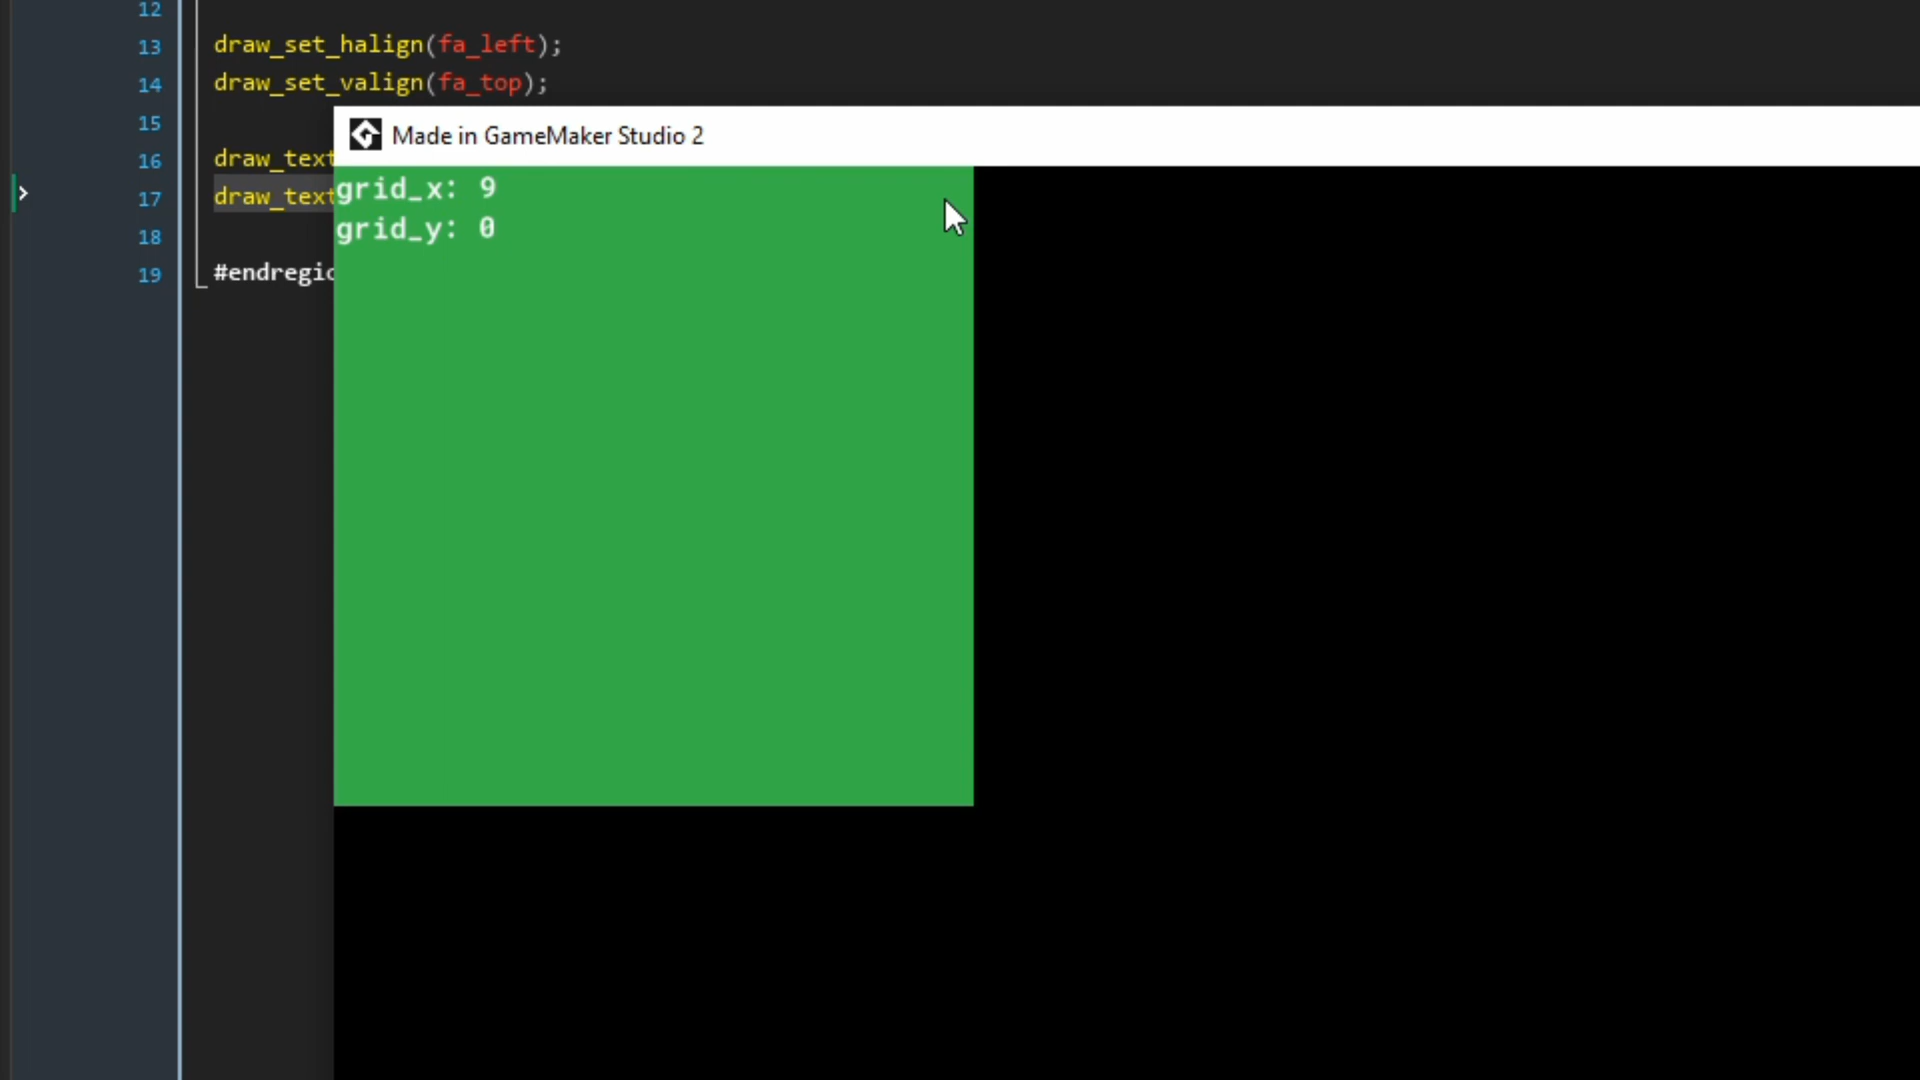 12
13 draw_set_halign(fa_left);
14 draw_set_valign(fa_top);
15
Made in GameMaker Studio 2
16 draw_text
grid_x: 9
17 draw_text
grid_y: 0
18
19 #endregio